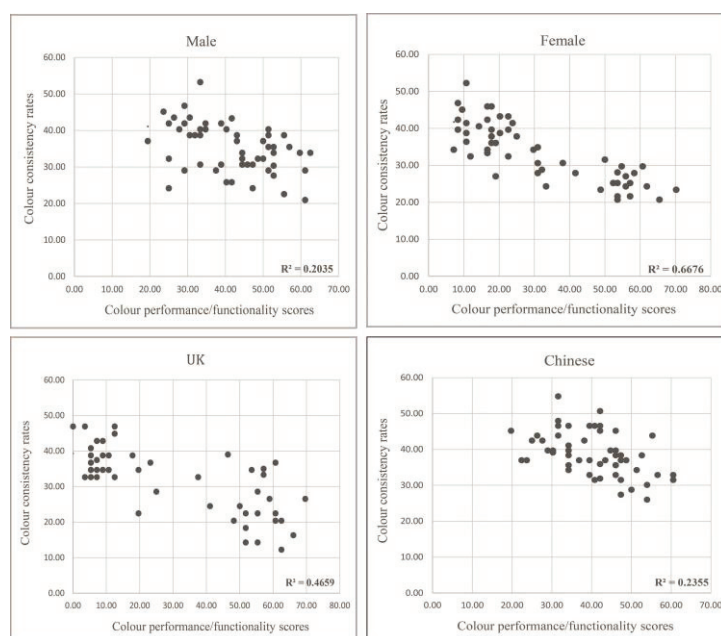 Male
60.00
50.00
40.00
30.00
20.00
10.00
0.00
Colour consistency rates
R² = 0.2035
0.00 10.00 20.00 30.00 40.00 50.00 60.00 70.00
Colour performance/functionality scores
Female
60.00
50.00
40.00
30.00
20.00
10.00
0.00
Colour consistency rates
R² = 0.6676
0.00 10.00 20.00 30.00 40.00 50.00 60.00 70.00 80.00
Colour performance/functionality scores
UK
60.00
50.00
40.00
30.00
20.00
10.00
0.00
Colour consistency rates
R² = 0.4659
0.00 10.00 20.00 30.00 40.00 50.00 60.00 70.00 80.00
Colour performance/functionality scores
Chinese
60.00
50.00
40.00
30.00
20.00
10.00
0.00
Colour consistency rates
R² = 0.2355
0.00 10.00 20.00 30.00 40.00 50.00 60.00 70.00
Colour performance/functionality scores